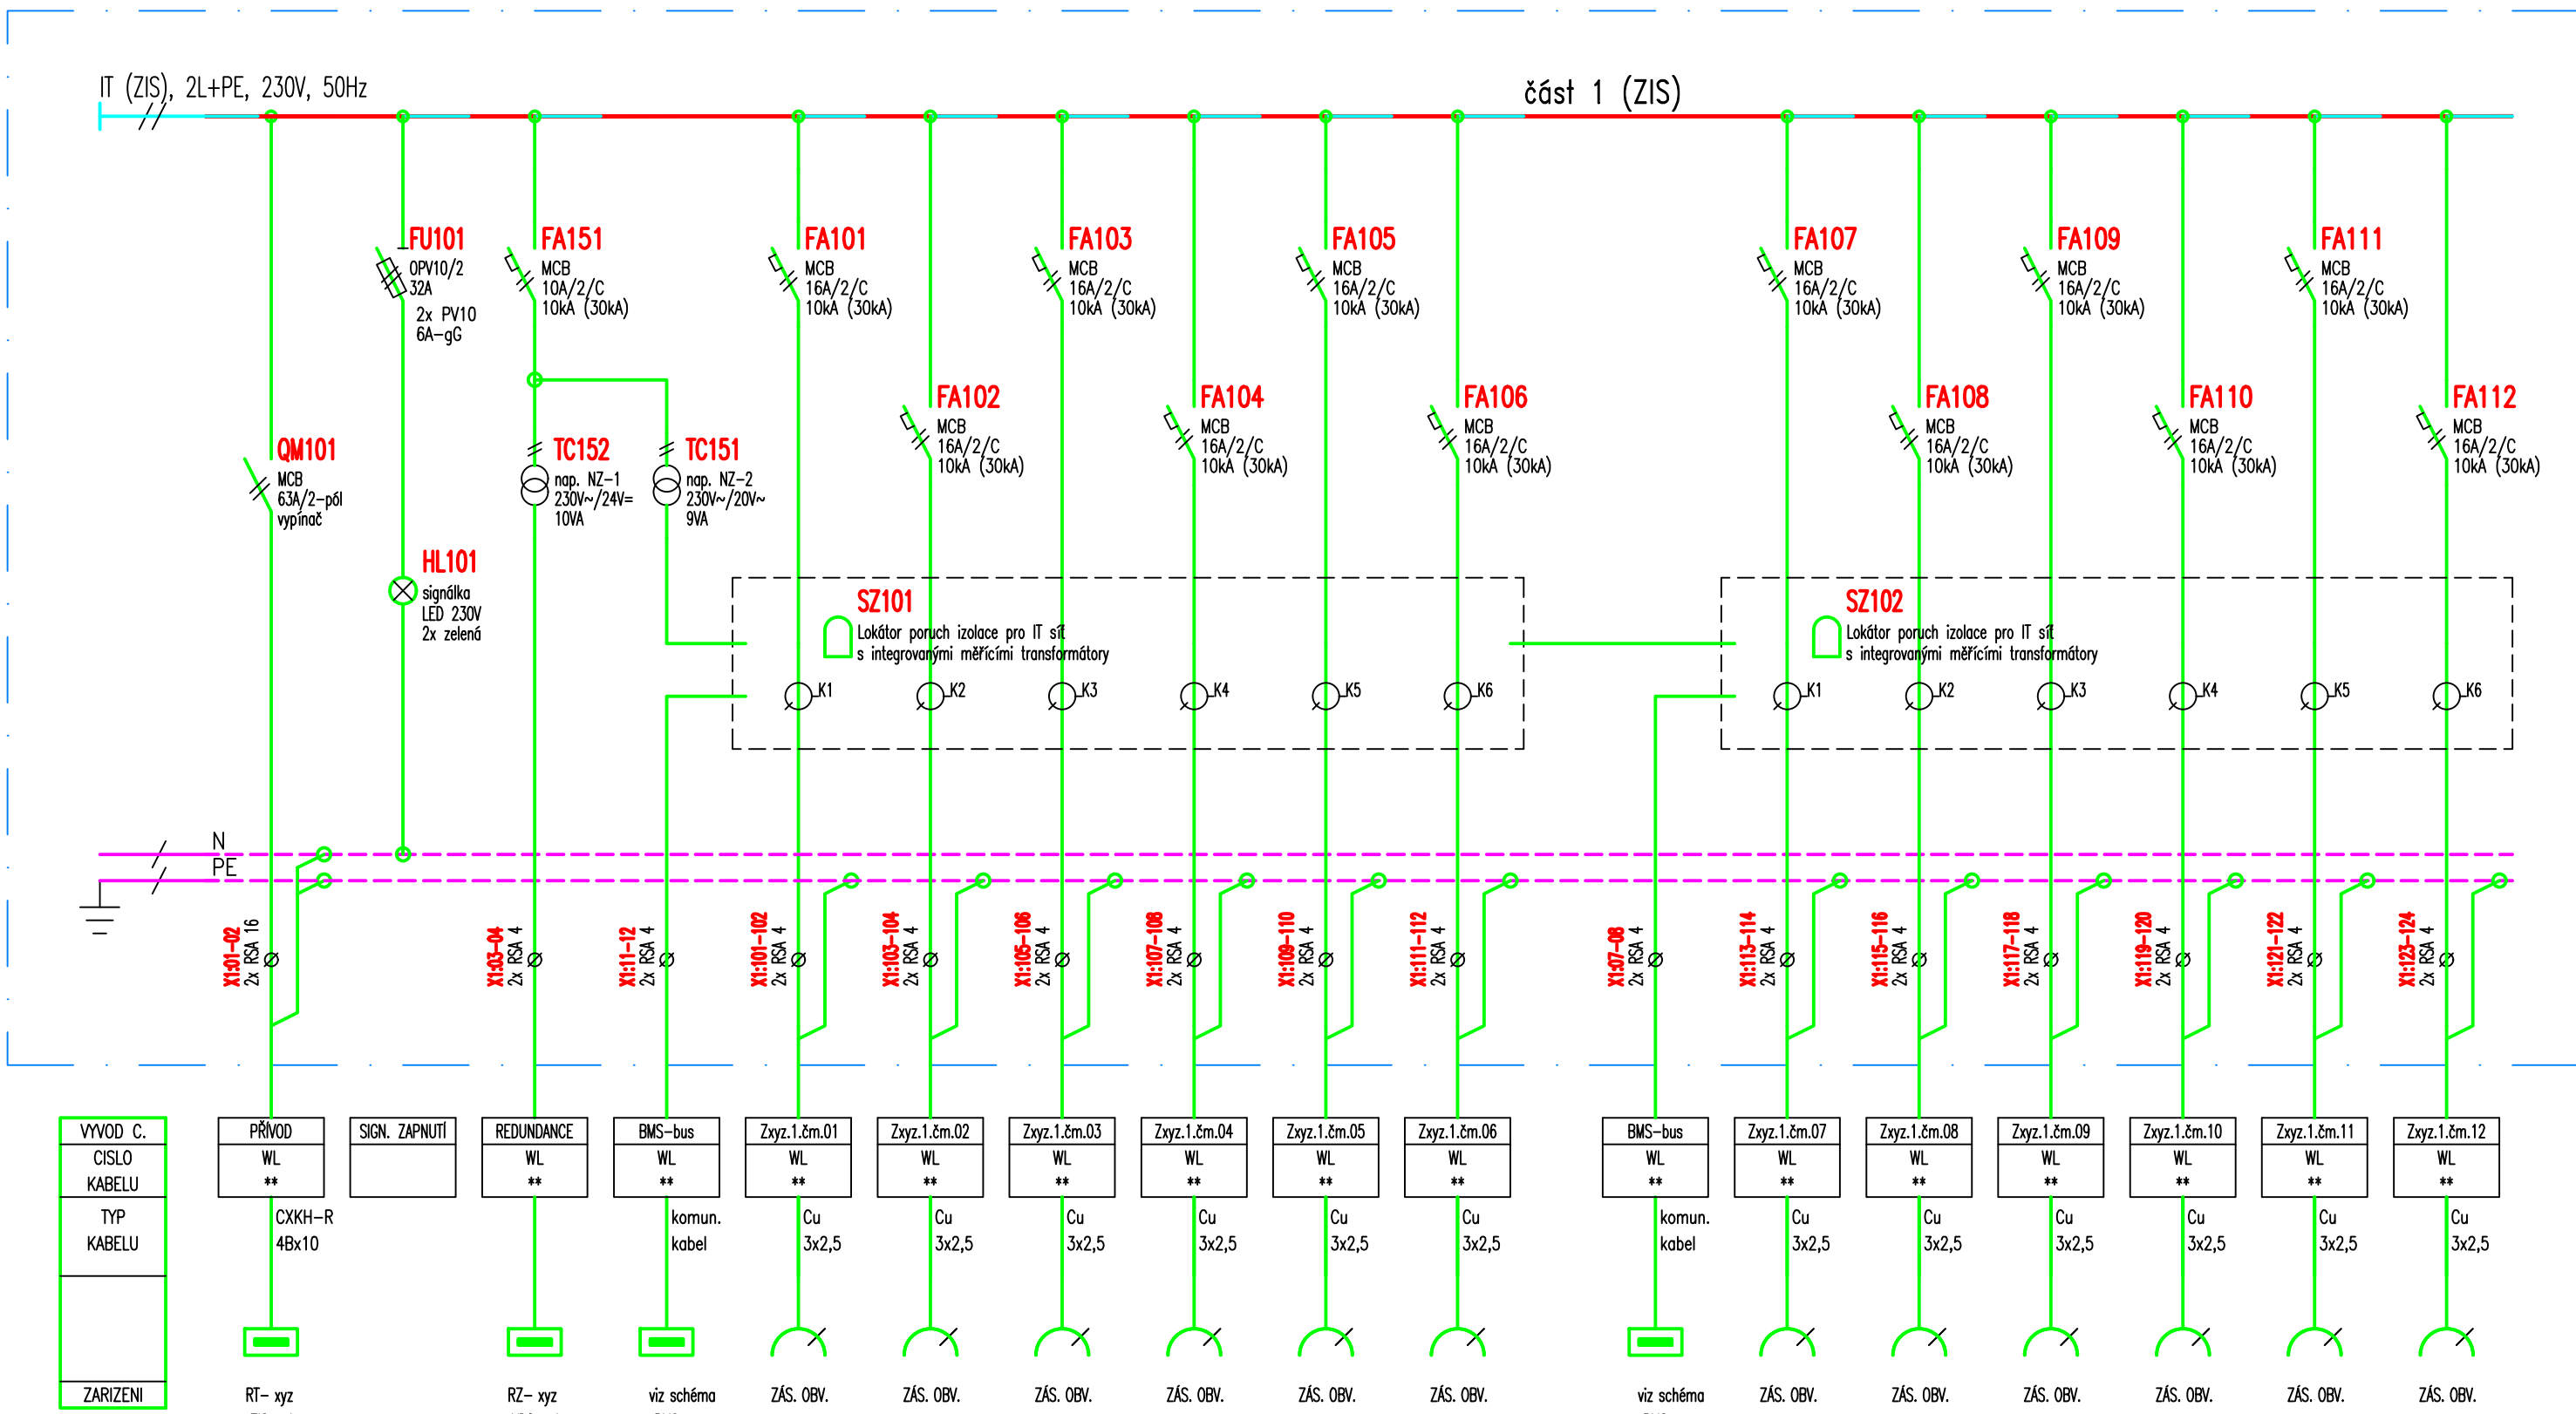 IT (ZIS), 2L+PE, 230V, 50Hz
část 1 (ZIS)
FU101
OPV10/2
32A
2x PV10
6A-gG
FA151
MCB
10A/2/C
10kA (30kA)
FA101
MCB
16A/2/C
10kA (30kA)
FA103
MCB
16A/2/C
10kA (30kA)
FA105
MCB
16A/2/C
10kA (30kA)
FA107
MCB
16A/2/C
10kA (30kA)
FA109
MCB
16A/2/C
10kA (30kA)
FA111
MCB
16A/2/C
10kA (30kA)
FA102
MCB
16A/2/C
10kA (30kA)
FA104
MCB
16A/2/C
10kA (30kA)
FA106
MCB
16A/2/C
10kA (30kA)
FA108
MCB
16A/2/C
10kA (30kA)
FA110
MCB
16A/2/C
10kA (30kA)
FA112
MCB
16A/2/C
10kA (30kA)
QM101
MCB
63A/2-pól
vypínač
TC152
nap. NZ-1
230V~/24V=
10VA
TC151
nap. NZ-2
230V~/20V~
9VA
HL101
signálka
LED 230V
2x zelená
SZ101
Lokátor poruch izolace pro IT síť
s integrovanými měřícími transformátory
K1 K2 K3 K4 K5 K6
SZ102
Lokátor poruch izolace pro IT síť
s integrovanými měřícími transformátory
K1 K2 K3 K4 K5 K6
N
PE
X1:01-02
2x RSA 16
X1:03-04
2x RSA 4
X1:11-12
2x RSA 4
X1:101-102
2x RSA 4
X1:103-104
2x RSA 4
X1:105-106
2x RSA 4
X1:107-108
2x RSA 4
X1:109-110
2x RSA 4
X1:111-112
2x RSA 4
X1:07-08
2x RSA 4
X1:113-114
2x RSA 4
X1:115-116
2x RSA 4
X1:117-118
2x RSA 4
X1:119-120
2x RSA 4
X1:121-122
2x RSA 4
X1:123-124
2x RSA 4
VYVOD C. PŘÍVOD SIGN. ZAPNUTÍ REDUNDANCE BMS-bus Zxyz.1.čm.01 Zxyz.1.čm.02 Zxyz.1.čm.03 Zxyz.1.čm.04 Zxyz.1.čm.05 Zxyz.1.čm.06 BMS-bus Zxyz.1.čm.07 Zxyz.1.čm.08 Zxyz.1.čm.09 Zxyz.1.čm.10 Zxyz.1.čm.11 Zxyz.1.čm.12
CISLO WL WL WL WL WL WL WL WL WL WL WL WL WL WL WL WL
KABELU ** ** ** ** ** ** ** ** ** ** ** ** ** ** ** **
TYP CXKH-R komun. Cu Cu Cu Cu Cu Cu komun. Cu Cu Cu Cu Cu Cu
KABELU 4Bx10 kabel 3x2,5 3x2,5 3x2,5 3x2,5 3x2,5 3x2,5 kabel 3x2,5 3x2,5 3x2,5 3x2,5 3x2,5 3x2,5
ZARIZENI RT- xyz RZ- xyz viz schéma ZÁS. OBV. ZÁS. OBV. ZÁS. OBV. ZÁS. OBV. ZÁS. OBV. ZÁS. OBV. viz schéma ZÁS. OBV. ZÁS. OBV. ZÁS. OBV. ZÁS. OBV. ZÁS. OBV. ZÁS. OBV.